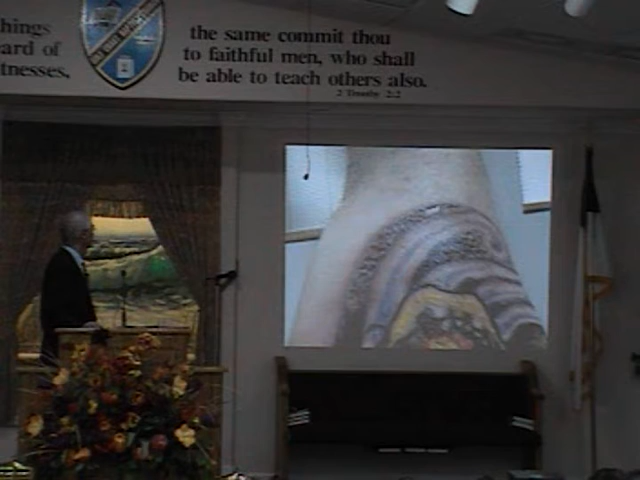 hings the same commit thou
ard of to faithful men, who shall
tnesses, be able to teach others also.
2 Timothy 2:2